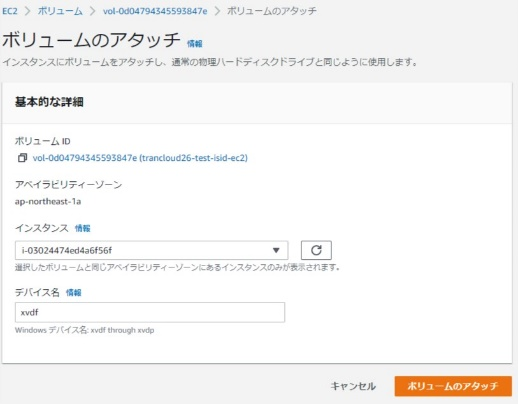 EC2 > ボリューム > vol-0d04794345593847e > ボリュームのアタッチ
ボリュームのアタッチ 情報
インスタンスにボリュームをアタッチし、通常の物理ハードディスクドライブと同じように使用します。
基本的な詳細
ボリューム ID
vol-0d04794345593847e (trancloud26-test-isid-ec2)
アベイラビリティーゾーン
ap-northeast-1a
インスタンス 情報
i-03024474ed4a6f56f
選択したボリュームと同じアベイラビリティーゾーンにあるインスタンスのみが表示されます。
デバイス名 情報
xvdf
Windows デバイス名: xvdf through xvdp
キャンセル ボリュームのアタッチ